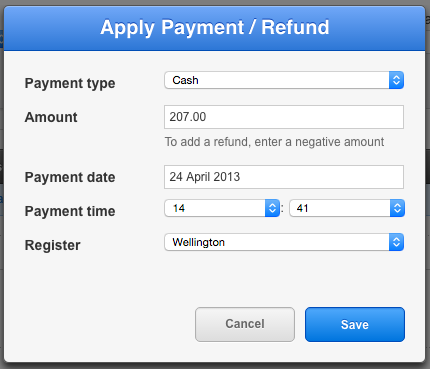 Apply Payment / Refund
Payment type Cash
Amount 207.00
To add a refund, enter a negative amount
Payment date 24 April 2013
Payment time 14 : 41
Register Wellington
Cancel Save